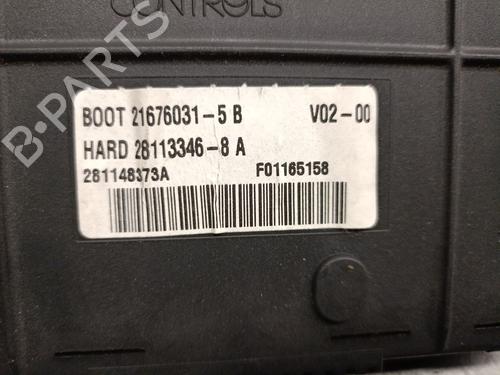 CONTROLS
BOOT 21676031-5 B V02-00
HARD 28113346-8 A
281148373A F01165158
B-PARTS